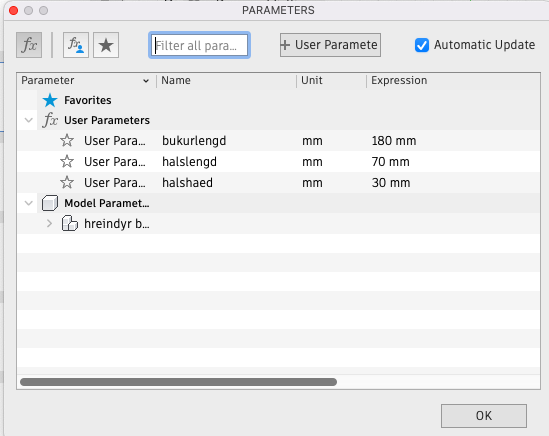 PARAMETERS
fx fx Filter all para... + User Paramete Automatic Update
Parameter Name Unit Expression
Favorites
fx User Parameters
User Para... bukurlengd mm 180 mm
User Para... halslengd mm 70 mm
User Para... halshaed mm 30 mm
Model Paramet...
hreindyr b...
OK